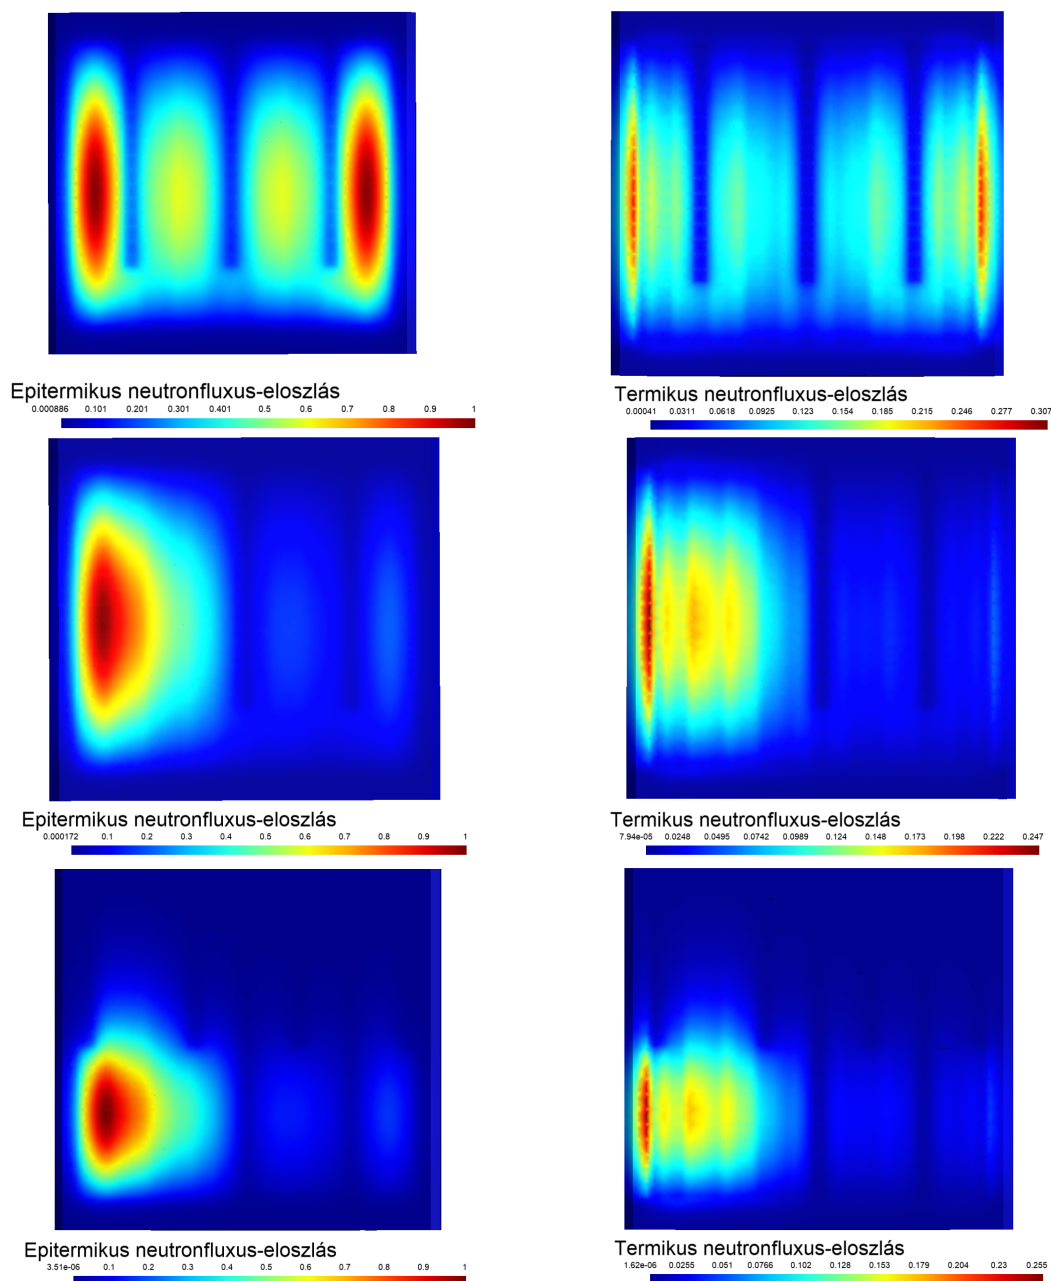 Epitermikus neutronfluxus-eloszlás
0.000886 0.101 0.201 0.301 0.401 0.5 0.6 0.7 0.8 0.9 1
Termikus neutronfluxus-eloszlás
0.00041 0.0311 0.0618 0.0925 0.123 0.154 0.185 0.215 0.246 0.277 0.307
Epitermikus neutronfluxus-eloszlás
0.000172 0.1 0.2 0.3 0.4 0.5 0.6 0.7 0.8 0.9 1
Termikus neutronfluxus-eloszlás
7.94e-05 0.0248 0.0495 0.0742 0.0989 0.124 0.148 0.173 0.198 0.222 0.247
Epitermikus neutronfluxus-eloszlás
3.51e-06 0.1 0.2 0.3 0.4 0.5 0.6 0.7 0.8 0.9 1
Termikus neutronfluxus-eloszlás
1.62e-06 0.0255 0.051 0.0766 0.102 0.128 0.153 0.179 0.204 0.23 0.255